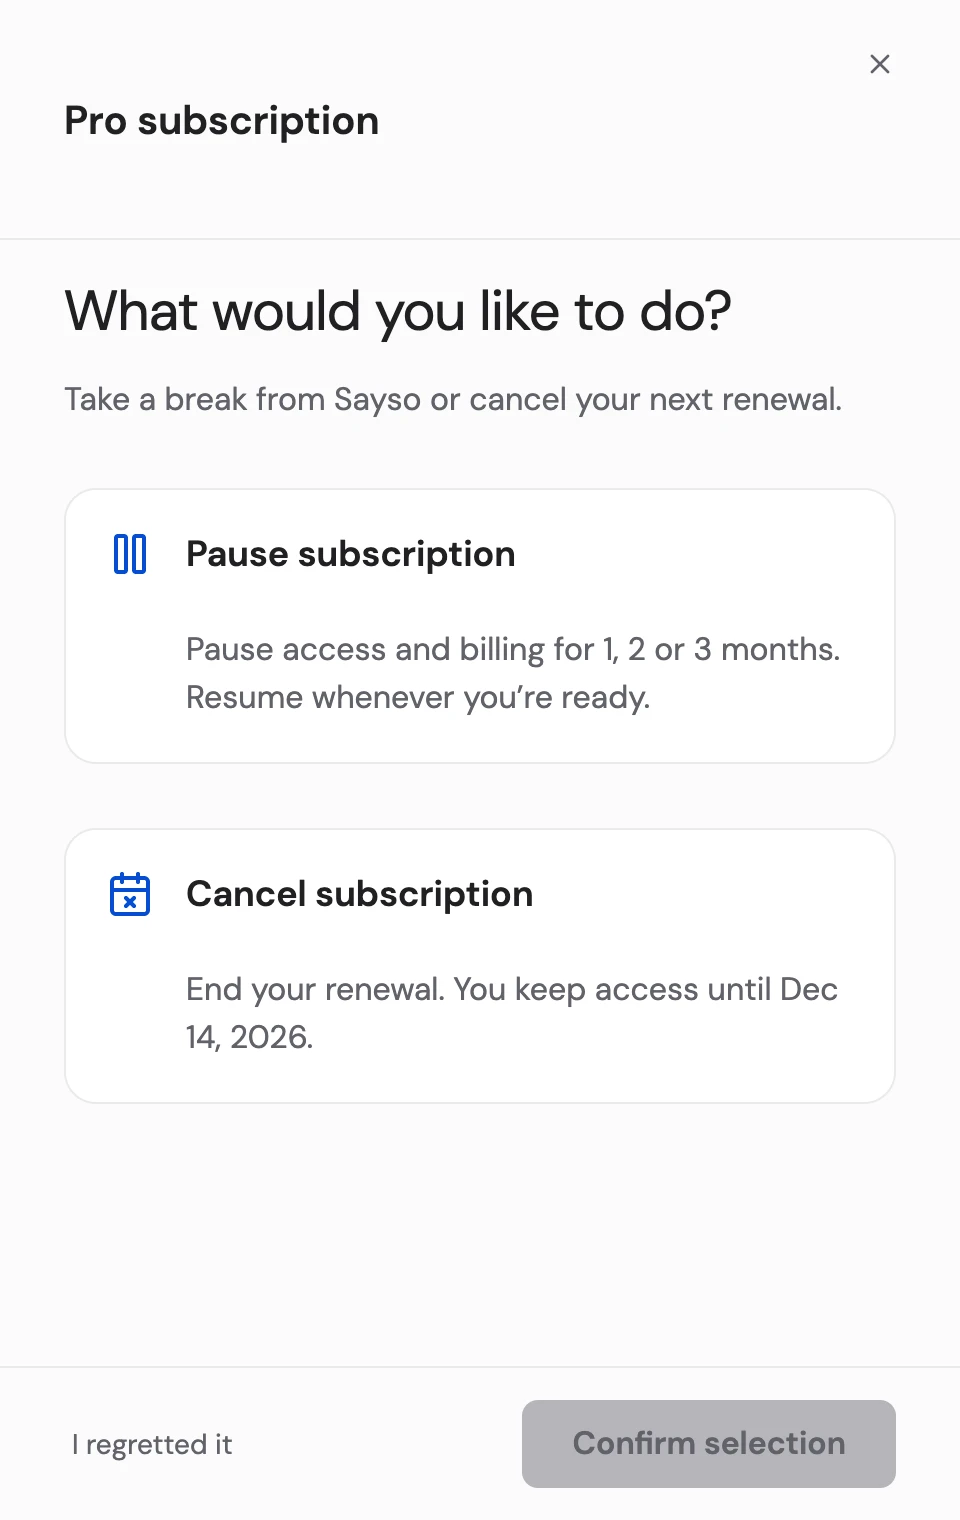 Pro subscription
What would you like to do?
Take a break from Sayso or cancel your next renewal.
Pause subscription
Pause access and billing for 1, 2 or 3 months.
Resume whenever you’re ready.
Cancel subscription
End your renewal. You keep access until Dec
14, 2026.
I regretted it
Confirm selection